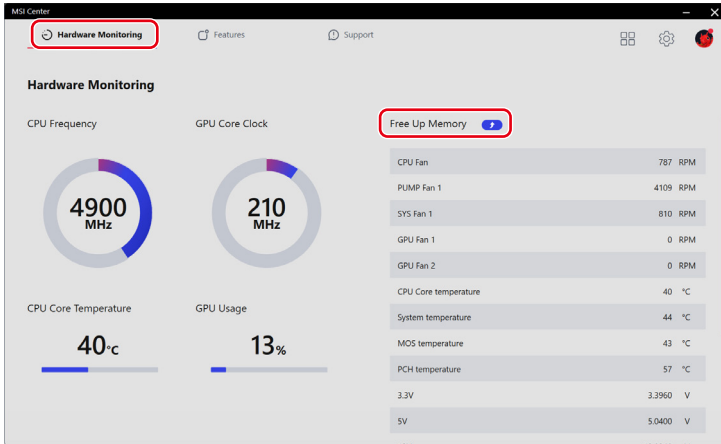 MSI Center
Hardware Monitoring
Features
Support
Hardware Monitoring
CPU Frequency
GPU Core Clock
4900
MHz
210
MHz
CPU Core Temperature
GPU Usage
40°C
13%
Free Up Memory
CPU Fan 787 RPM
PUMP Fan 1 4109 RPM
SYS Fan 1 810 RPM
GPU Fan 1 0 RPM
GPU Fan 2 0 RPM
CPU Core temperature 40 °C
System temperature 44 °C
MOS temperature 43 °C
PCH temperature 57 °C
3.3V 3.3960 V
5V 5.0400 V